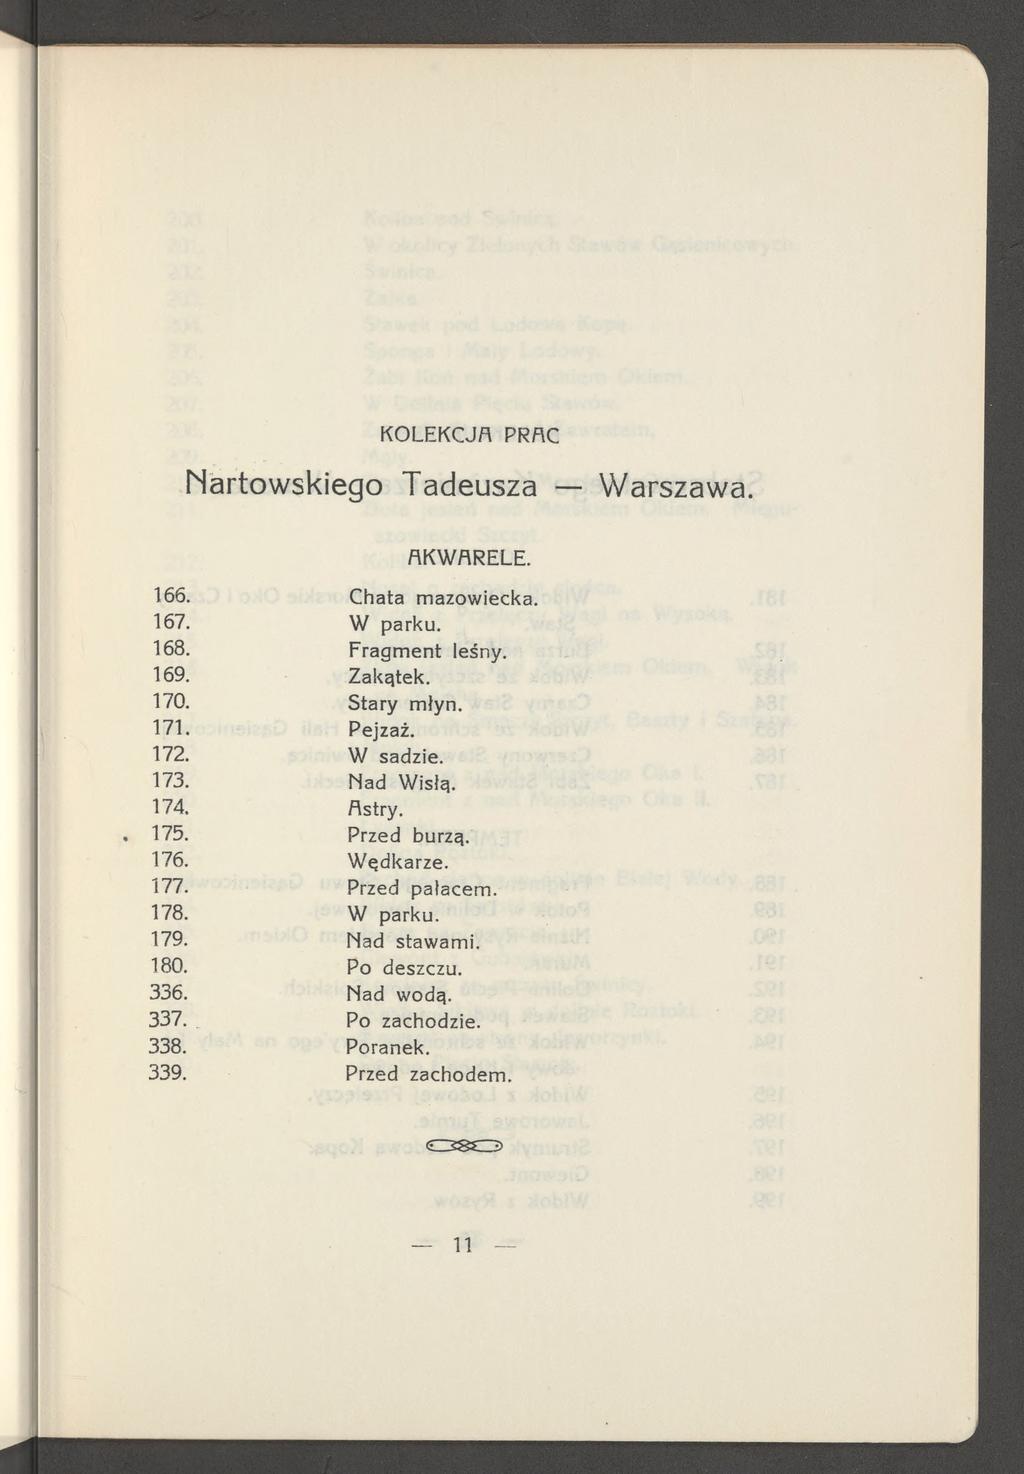 KOLEKCJA PRAC
Nartowskiego Tadeusza — Warszawa.
AKWARELE.
166. Chata mazowiecka.
167. W parku.
168. Fragment leśny.
169. Zakątek.
170. Stary młyn.
171. Pejzaż.
172. W sadzie.
173. Nad Wisłą.
174. Astry.
175. Przed burzą.
176. Wędkarze.
177. Przed pałacem.
178. W parku.
179. Nad stawami.
180. Po deszczu.
336. Nad wodą.
337. Po zachodzie.
338. Poranek.
339. Przed zachodem.
— 11 —